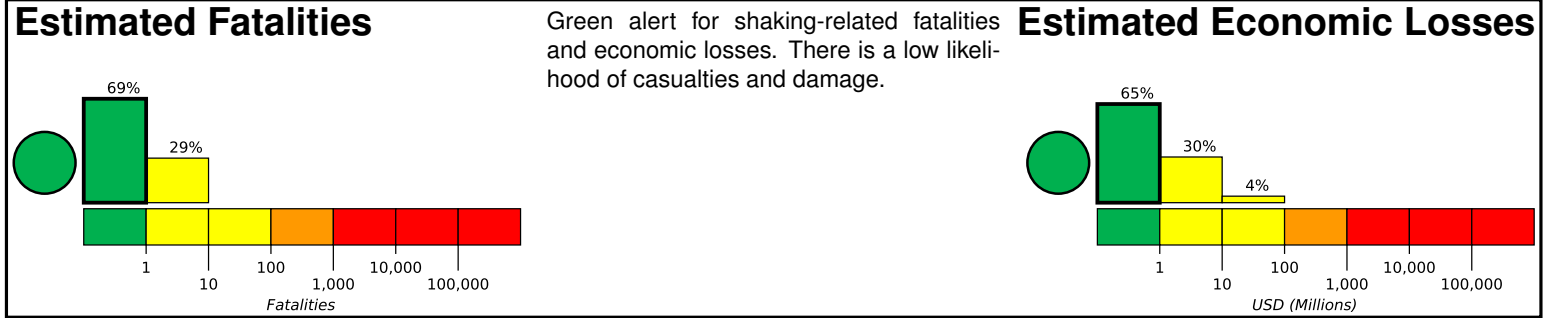 Estimated Fatalities
69%
29%
1
10
100
1,000
10,000
100,000
Fatalities
Green alert for shaking-related fatalities
and economic losses. There is a low likeli-
hood of casualties and damage.
Estimated Economic Losses
65%
30%
4%
1
10
100
1,000
10,000
100,000
USD (Millions)